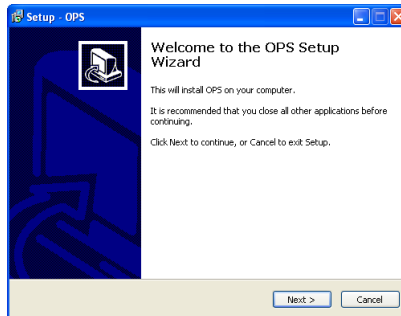 Setup - OPS
Welcome to the OPS Setup
Wizard
This will install OPS on your computer.
It is recommended that you close all other applications before
continuing.
Click Next to continue, or Cancel to exit Setup.
Next >
Cancel